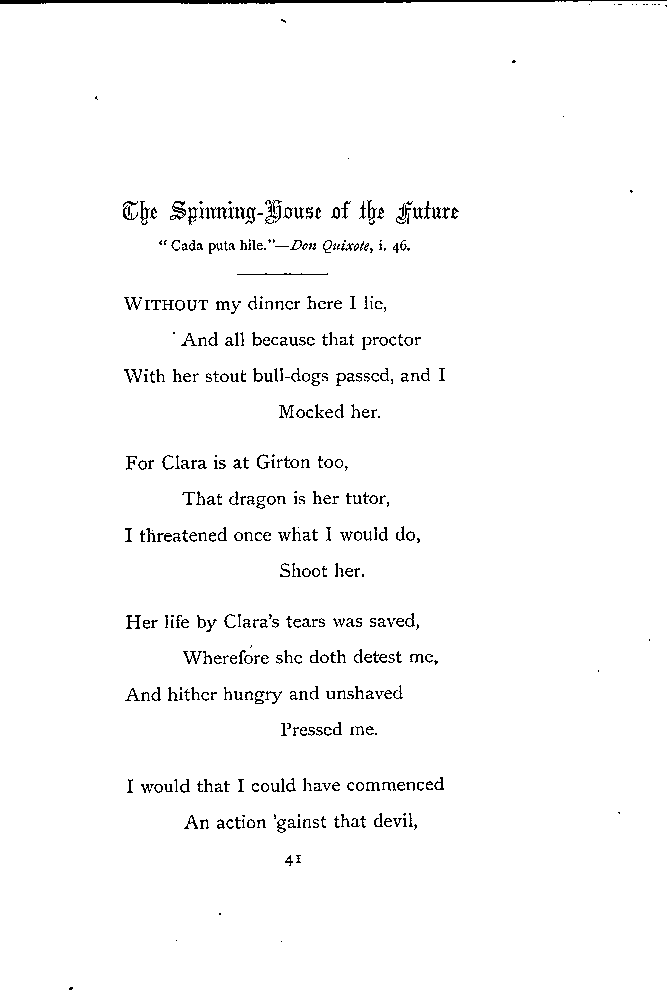 The Spinning-House of the Future
“Cada puta hile.”—Don Quixote, i. 46.
WITHOUT my dinner here I lie,
And all because that proctor
With her stout bull-dogs passed, and I
Mocked her.
For Clara is at Girton too,
That dragon is her tutor,
I threatened once what I would do,
Shoot her.
Her life by Clara’s tears was saved,
Wherefore she doth detest me,
And hither hungry and unshaved
Pressed me.
I would that I could have commenced
An action ’gainst that devil,
41